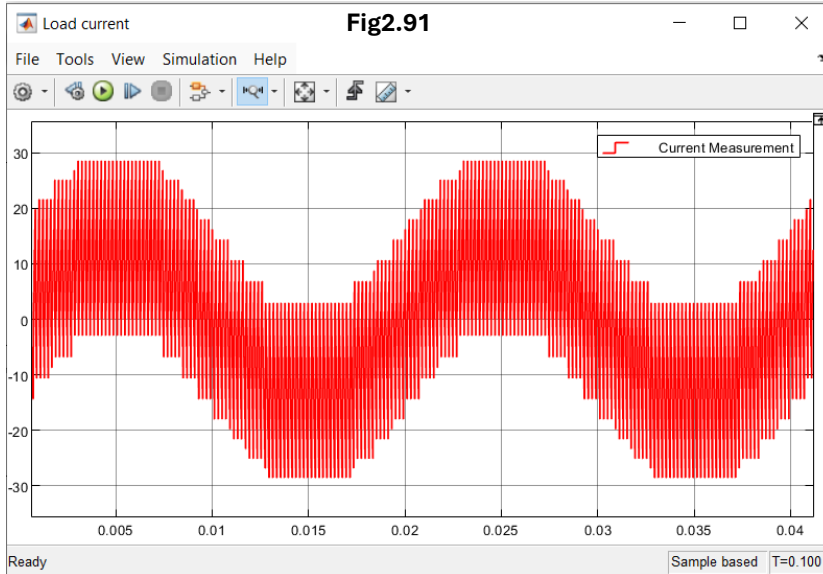 Load current
Fig2.91
File Tools View Simulation Help
Current Measurement
30
20
10
0
-10
-20
-30
0.005 0.01 0.015 0.02 0.025 0.03 0.035 0.04
Ready
Sample based T=0.100